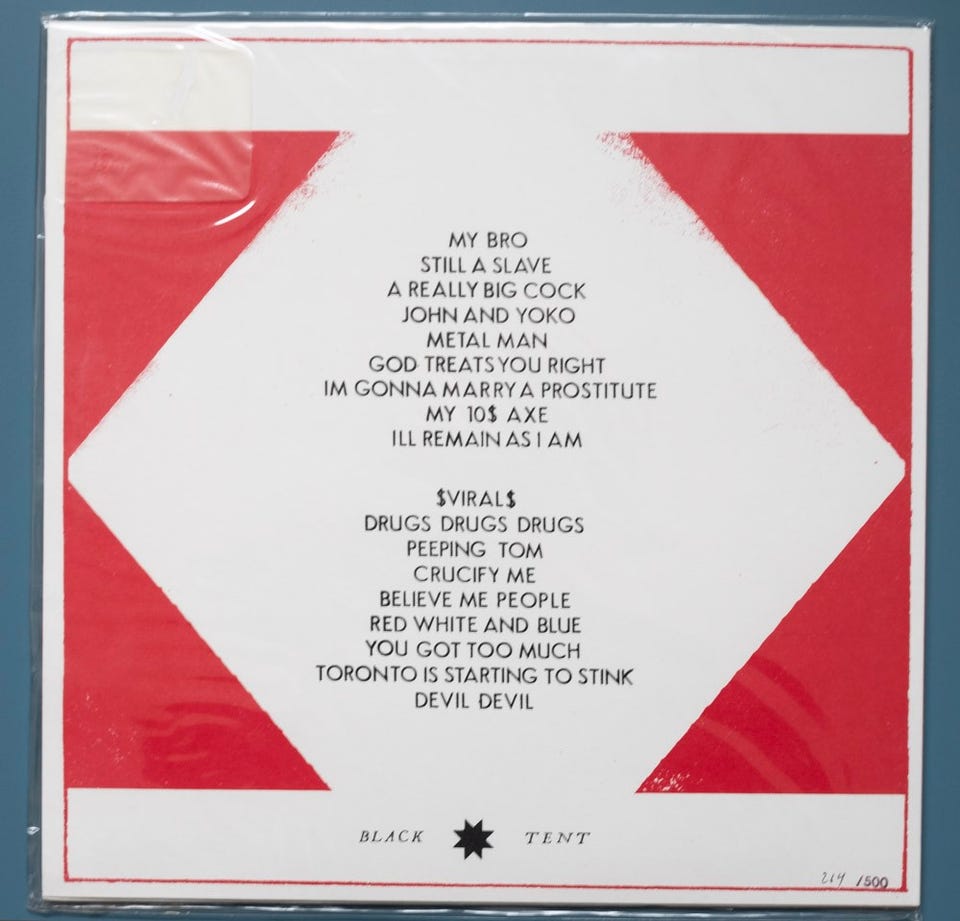 MY BRO
STILL A SLAVE
A REALLY BIG COCK
JOHN AND YOKO
METAL MAN
GOD TREATS YOU RIGHT
IM GONNA MARRY A PROSTITUTE
MY 10$ AXE
ILL REMAIN AS I AM
$VIRAL$
DRUGS DRUGS DRUGS
PEEPING TOM
CRUCIFY ME
BELIEVE ME PEOPLE
RED WHITE AND BLUE
YOU GOT TOO MUCH
TORONTO IS STARTING TO STINK
DEVIL DEVIL
BLACK TENT
/500